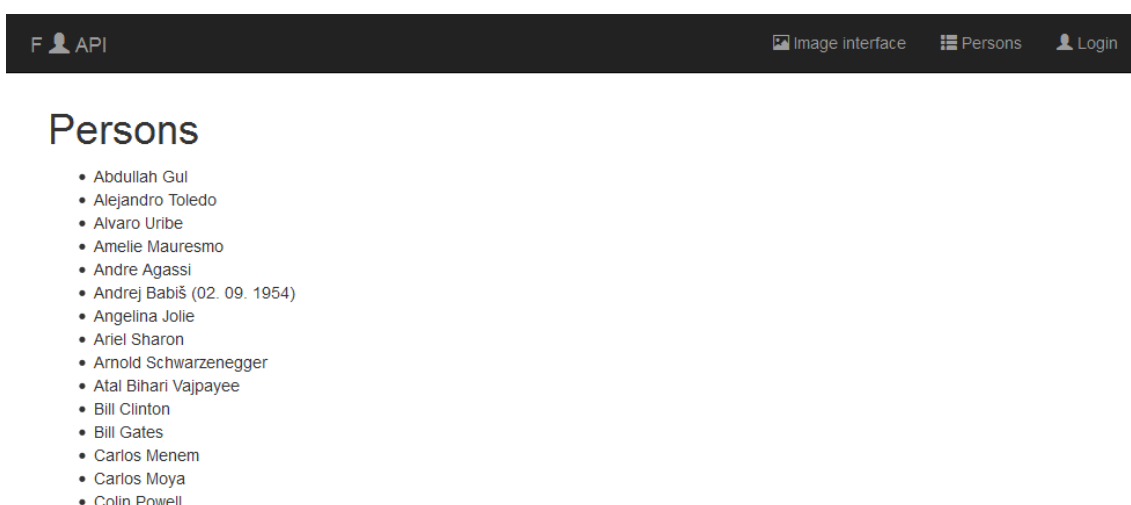 F API
Image interface Persons Login
Persons
Abdullah Gul
Alejandro Toledo
Alvaro Uribe
Amelie Mauresmo
Andre Agassi
Andrej Babiš (02. 09. 1954)
Angelina Jolie
Ariel Sharon
Arnold Schwarzenegger
Atal Bihari Vajpayee
Bill Clinton
Bill Gates
Carlos Menem
Carlos Moya
Colin Powell